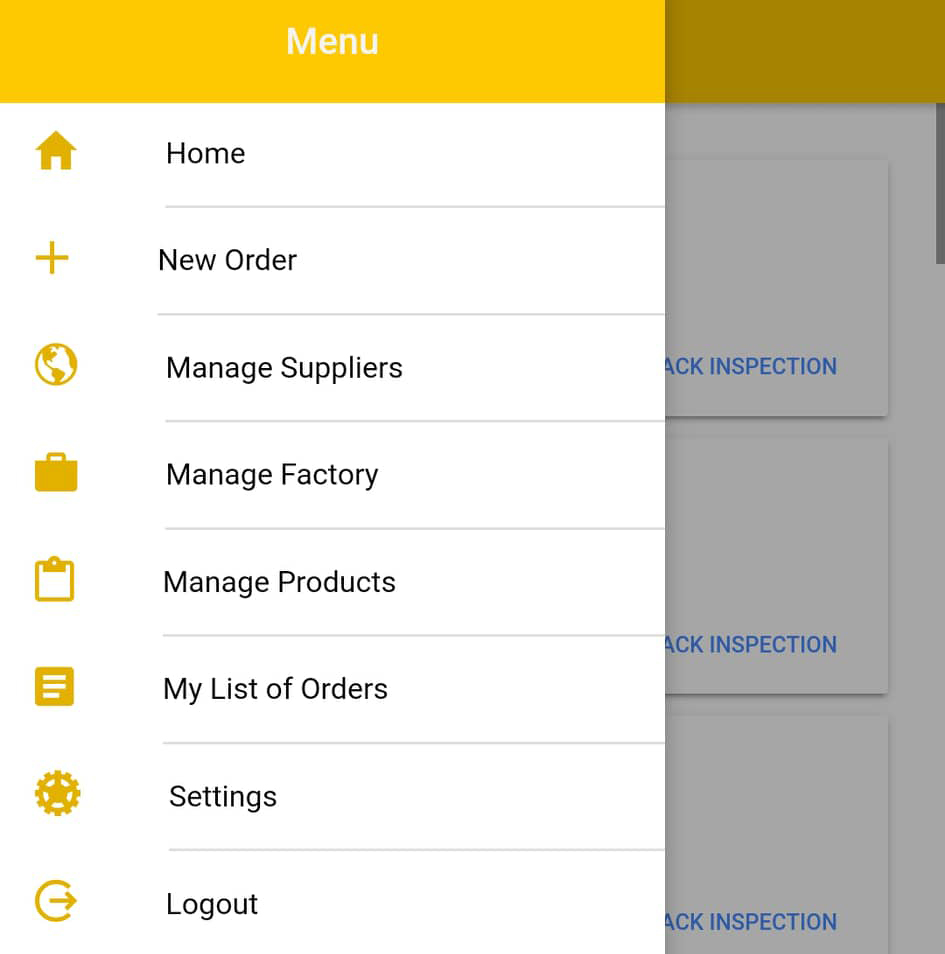 Menu
Home
New Order
Manage Suppliers
ACK INSPECTION
Manage Factory
Manage Products
ACK INSPECTION
My List of Orders
Settings
Logout
ACK INSPECTION